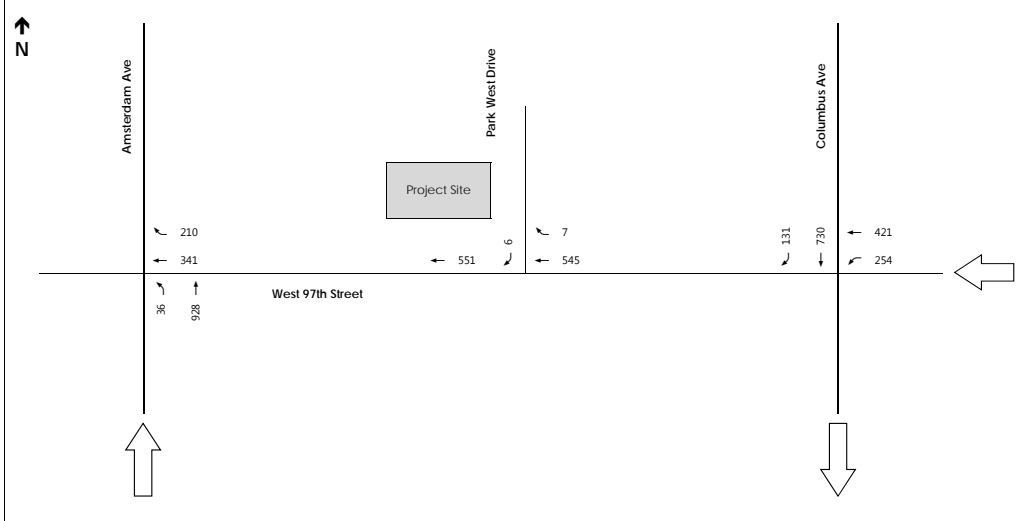 N
Amsterdam Ave
Park West Drive
Columbus Ave
Project Site
210
6
7
131
730
421
341
551
545
254
West 97th Street
36
928